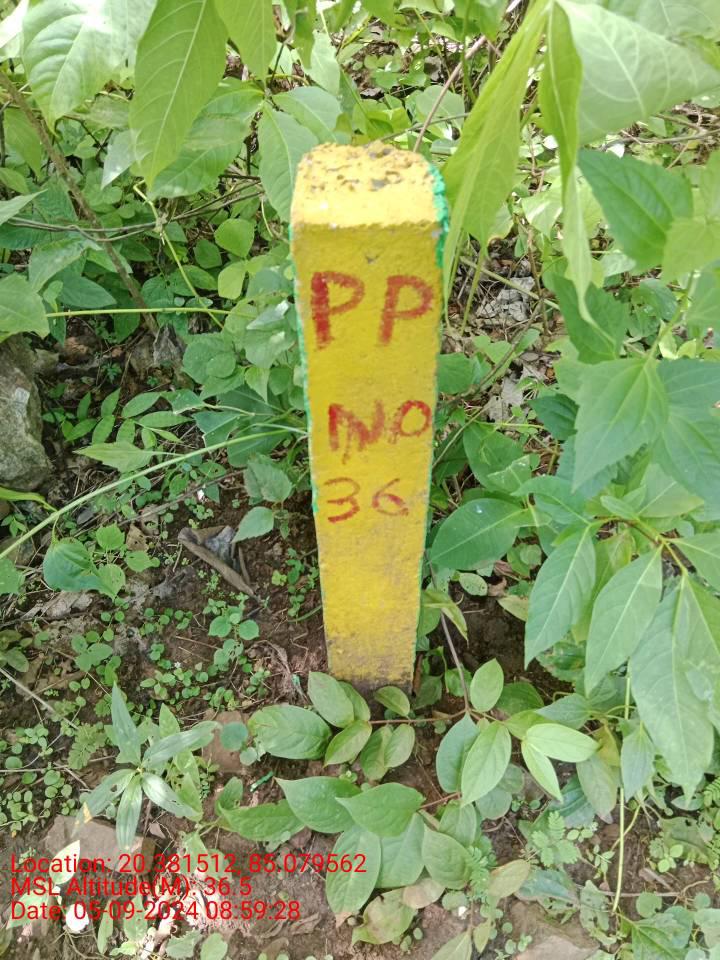 PP
NO
36
Location: 20.381512, 85.079562
MSL Altitude(M): 36.5
Date: 05-09-2024 08:59:28